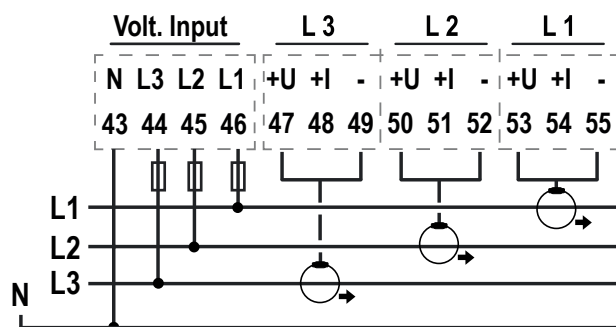 Volt. Input L 3 L 2 L 1
N L3 L2 L1 +U +I - +U +I - +U +I -
43 44 45 46 47 48 49 50 51 52 53 54 55
L1
L2
L3
N